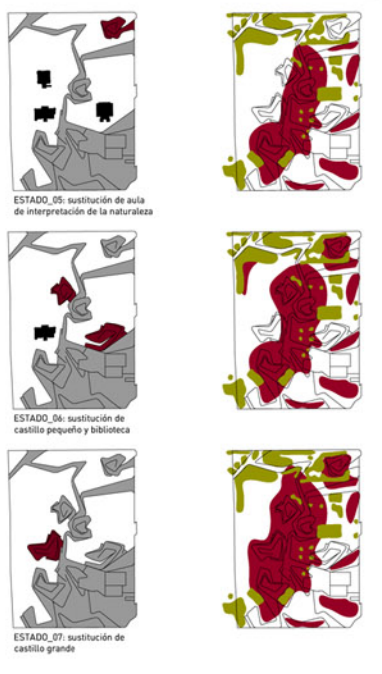 ESTADO_05: sustitución de aula
de interpretación de la naturaleza
ESTADO_06: sustitución de
castillo pequeño y biblioteca
ESTADO_07: sustitución de
castillo grande